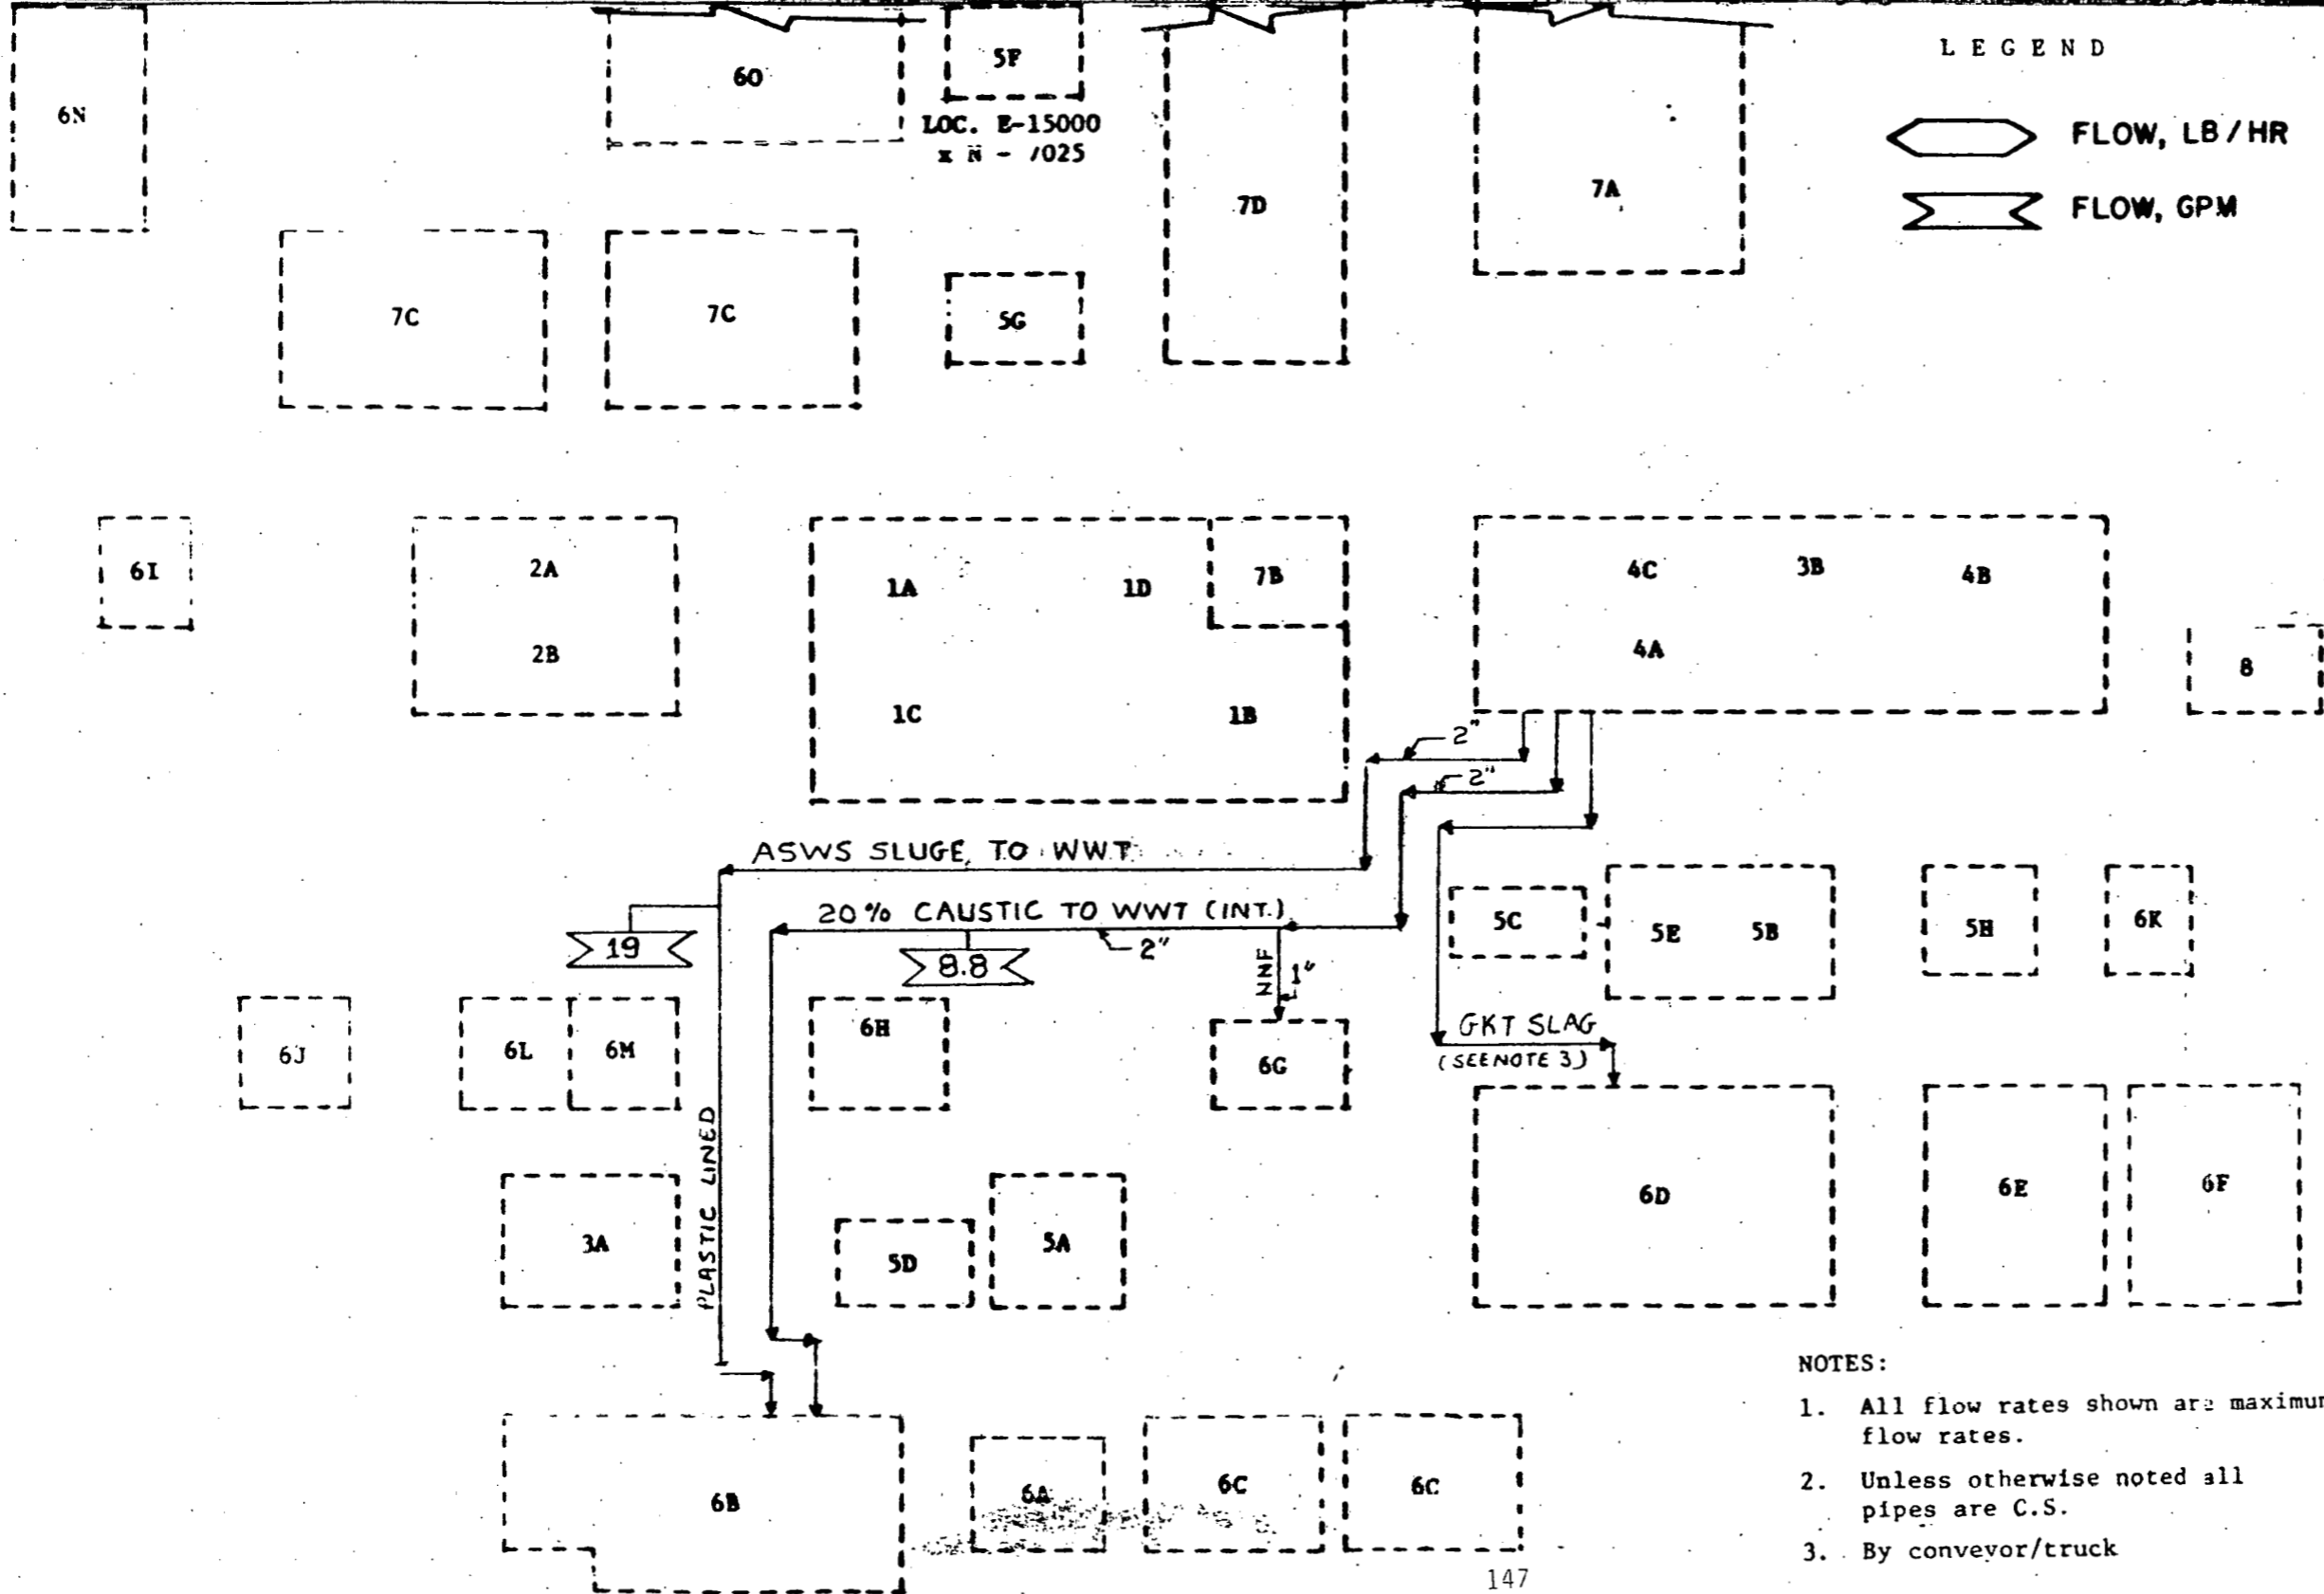 LEGEND
FLOW, LB/HR
FLOW, GPM
6N
6O
5F
LOC. E-15000
x N - 7025
7D
7A
7C
7C
5G
6I
2A
2B
1A
1D
7B
1C
1B
4C
3B
4B
4A
8
2"
2"
ASWS SLUGE TO WWT
20% CAUSTIC TO WWT (INT.)
19
8.8
2"
NNF
1"
5C
5E
5B
5H
6K
6J
6L
6M
6H
6G
GKT SLAG
(SEE NOTE 3)
PLASTIC LINED
3A
5D
5A
6D
6E
6F
6B
6A
6C
6C
NOTES:
1. All flow rates shown are maximum
flow rates.
2. Unless otherwise noted all
pipes are C.S.
3. By conveyor/truck
147